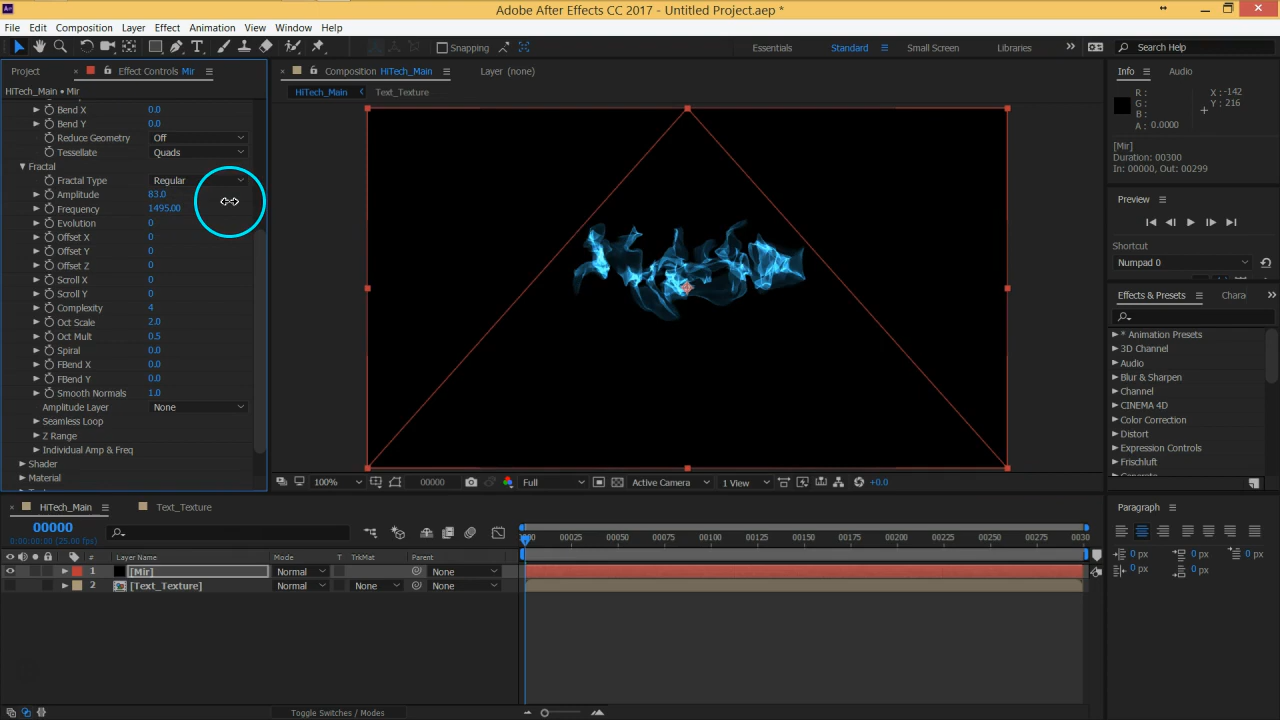 Adobe After Effects CC 2017 - Untitled Project.aep *
File Edit Composition Layer Effect Animation View Window Help
Snapping Essentials Standard Small Screen Libraries Search Help
Project Effect Controls Mir
HiTech_Main • Mir
Bend X 0.0
Bend Y 0.0
Reduce Geometry Off
Tessellate Quads
Fractal
Fractal Type Regular
Amplitude 83.0
Frequency 1495.00
Evolution 0
Offset X 0
Offset Y 0
Offset Z 0
Scroll X 0
Scroll Y 0
Complexity 4
Oct Scale 2.0
Oct Mult 0.5
Spiral 0.0
FBend X 0.0
FBend Y 0.0
Smooth Normals 1.0
Amplitude Layer None
Seamless Loop
Z Range
Individual Amp & Freq
Shader
Material
Composition HiTech_Main Layer (none)
HiTech_Main Text_Texture
100% 00000 Full Active Camera 1 View +0.0
Info Audio
R : X : -142
G : Y : 216
B :
A : 0.0000
[Mir]
Duration: 00300
In: 00000, Out: 00299
Preview
Shortcut
Numpad 0
Effects & Presets Chara
* Animation Presets
3D Channel
Audio
Blur & Sharpen
Channel
CINEMA 4D
Color Correction
Distort
Expression Controls
Frischluft
Generate
HiTech_Main Text_Texture
00000
0:00:00:00 (25.00 fps)
# Layer Name Mode T TrkMat Parent
1 [Mir] Normal None
2 [Text_Texture] Normal None None
00025 00050 00075 00100 00125 00150 00175 00200 00225 00250 00275
Toggle Switches / Modes
Paragraph
0 px 0 px 0 px
0 px 0 px